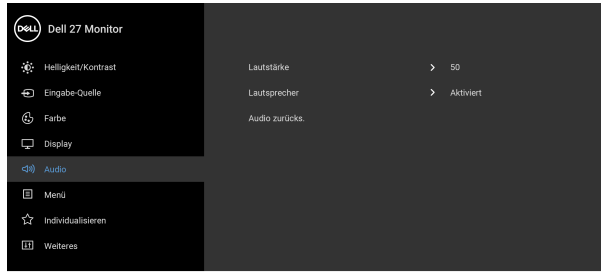 DELL Dell 27 Monitor
Helligkeit/Kontrast
Lautstärke 50
Eingabe-Quelle
Lautsprecher Aktiviert
Farbe
Audio zurücks.
Display
Audio
Menü
Individualisieren
Weiteres